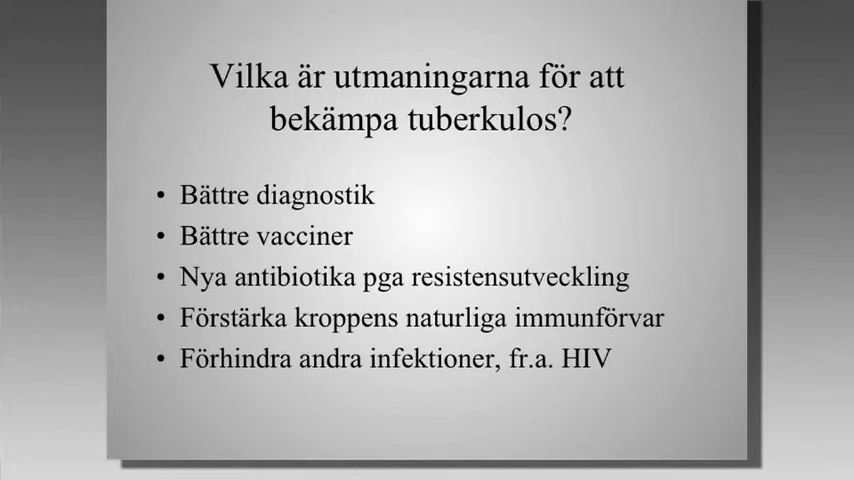 Vilka är utmaningarna för att
bekämpa tuberkulos?
• Bättre diagnostik
• Bättre vacciner
• Nya antibiotika pga resistensutveckling
• Förstärka kroppens naturliga immunförvar
• Förhindra andra infektioner, fr.a. HIV